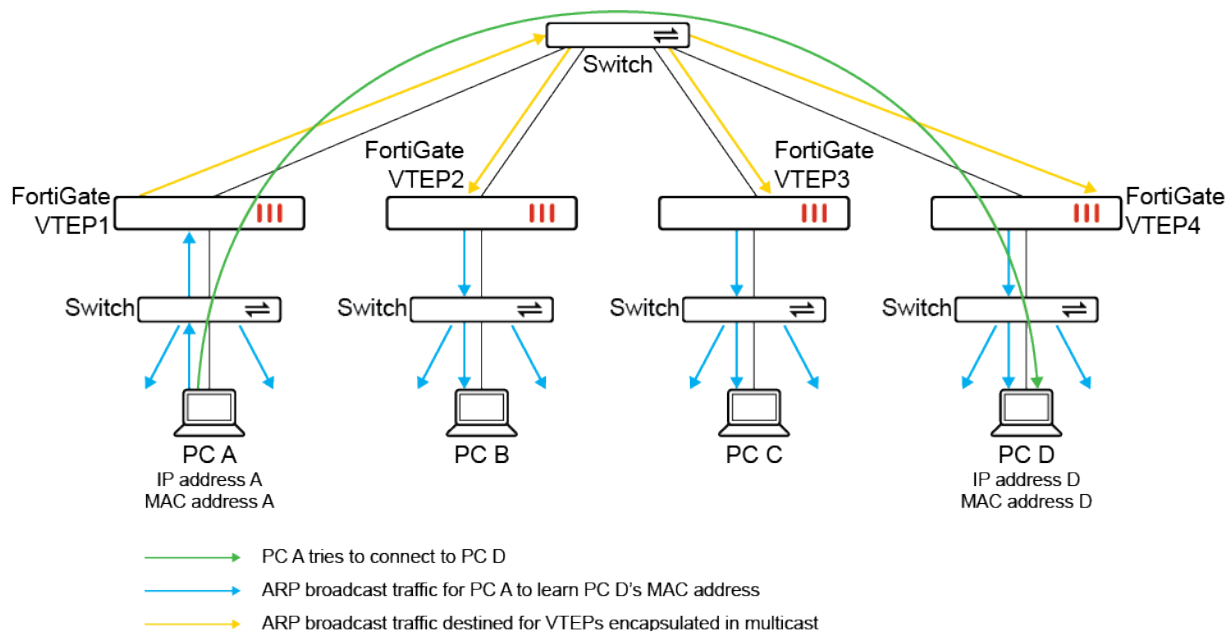 Switch
FortiGate
VTEP2
FortiGate
VTEP3
FortiGate
VTEP1
FortiGate
VTEP4
Switch
Switch
Switch
Switch
PC A
IP address A
MAC address A
PC B
PC C
PC D
IP address D
MAC address D
PC A tries to connect to PC D
ARP broadcast traffic for PC A to learn PC D's MAC address
ARP broadcast traffic destined for VTEPs encapsulated in multicast